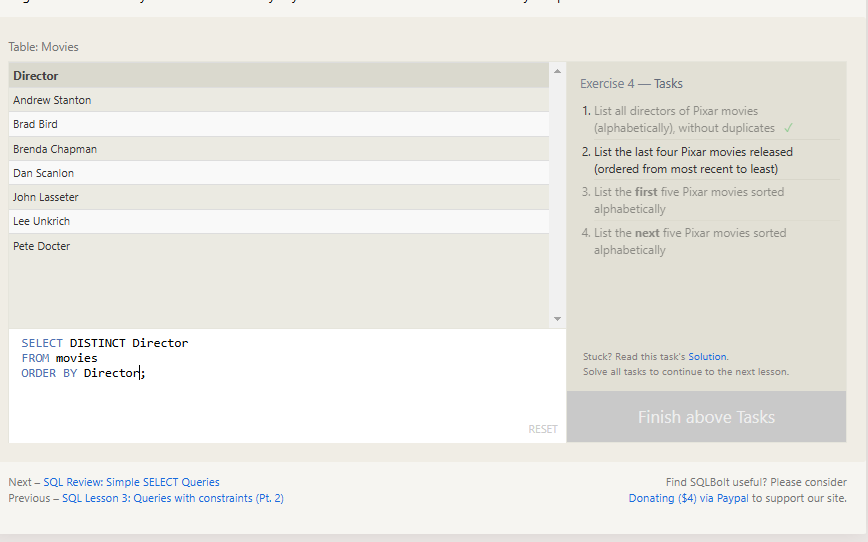 Table: Movies
Director
Andrew Stanton
Brad Bird
Brenda Chapman
Dan Scanlon
John Lasseter
Lee Unkrich
Pete Docter
SELECT DISTINCT Director
FROM movies
ORDER BY Director;
RESET
Exercise 4 — Tasks
1. List all directors of Pixar movies
(alphabetically), without duplicates ✓
2. List the last four Pixar movies released
(ordered from most recent to least)
3. List the first five Pixar movies sorted
alphabetically
4. List the next five Pixar movies sorted
alphabetically
Stuck? Read this task's Solution.
Solve all tasks to continue to the next lesson.
Finish above Tasks
Next – SQL Review: Simple SELECT Queries
Previous – SQL Lesson 3: Queries with constraints (Pt. 2)
Find SQLBolt useful? Please consider
Donating ($4) via Paypal to support our site.